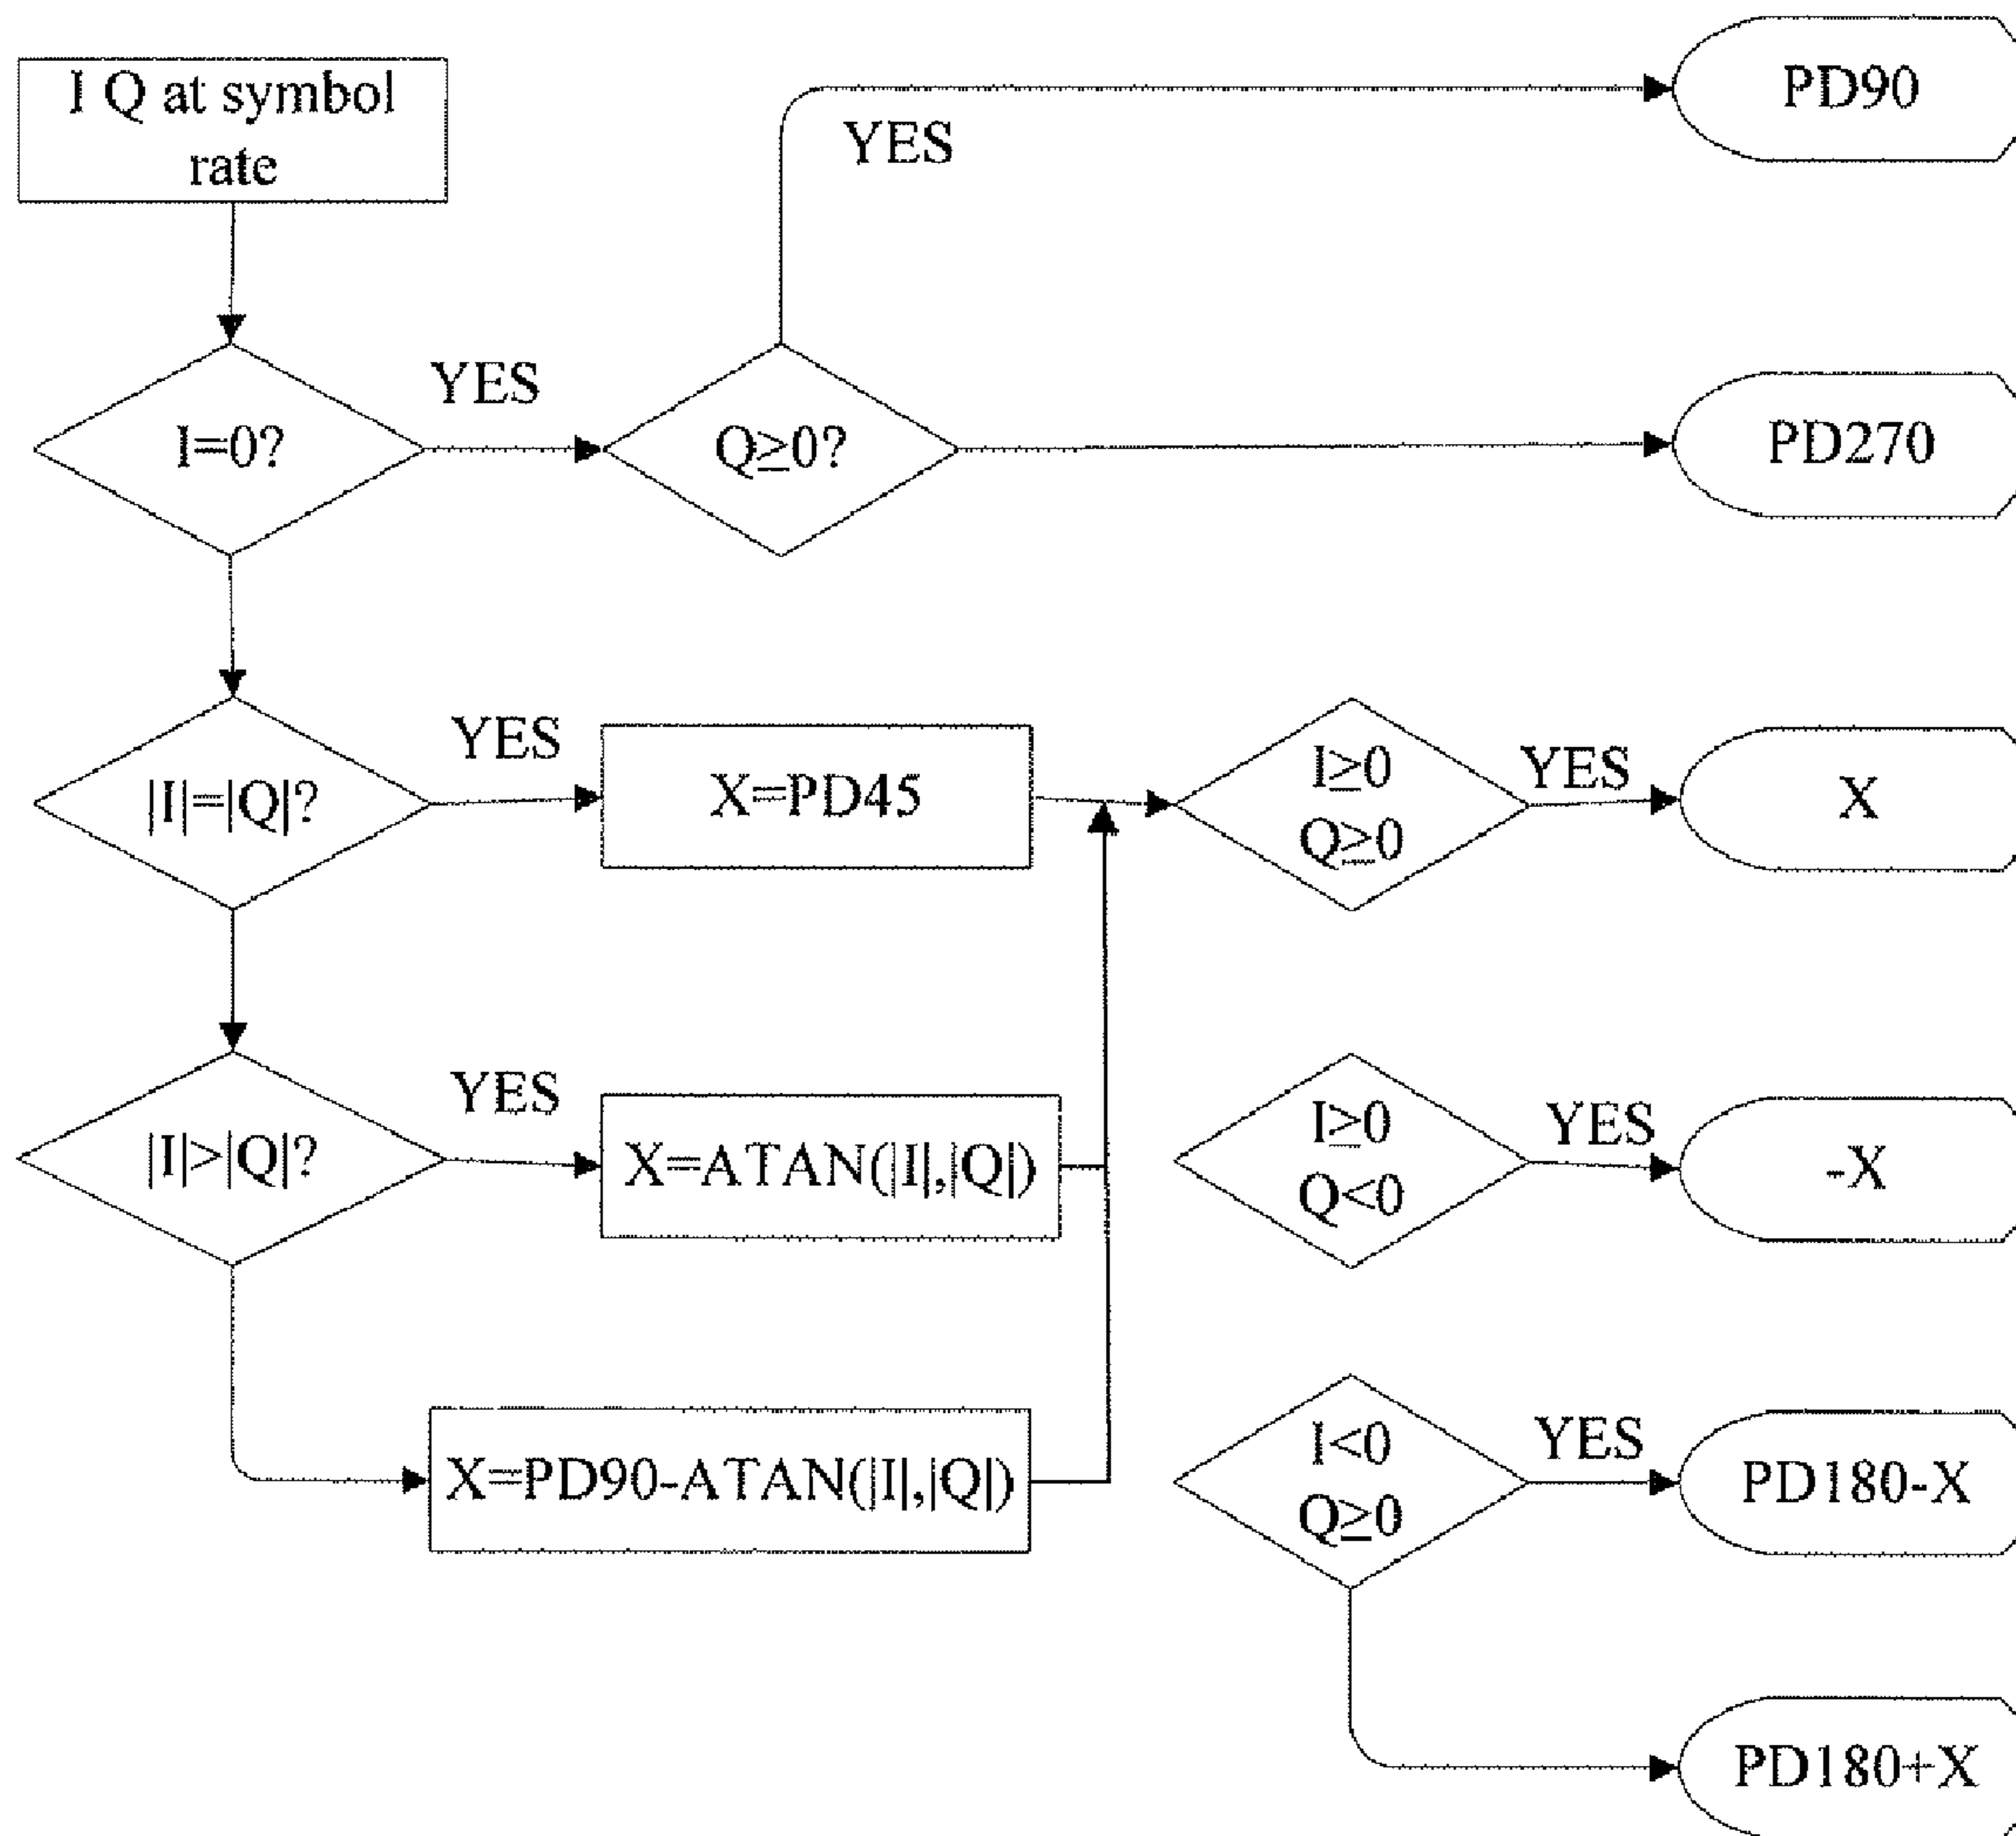 I Q at symbol
rate
YES
PD90
I=0?
YES
Q≥0?
PD270
|I|=|Q|?
YES
X=PD45
I≥0
Q≥0
YES
X
|I|>|Q|?
YES
X=ATAN(|I|,|Q|)
I≥0
Q<0
YES
-X
X=PD90-ATAN(|I|,|Q|)
I<0
Q≥0
YES
PD180-X
PD180+X